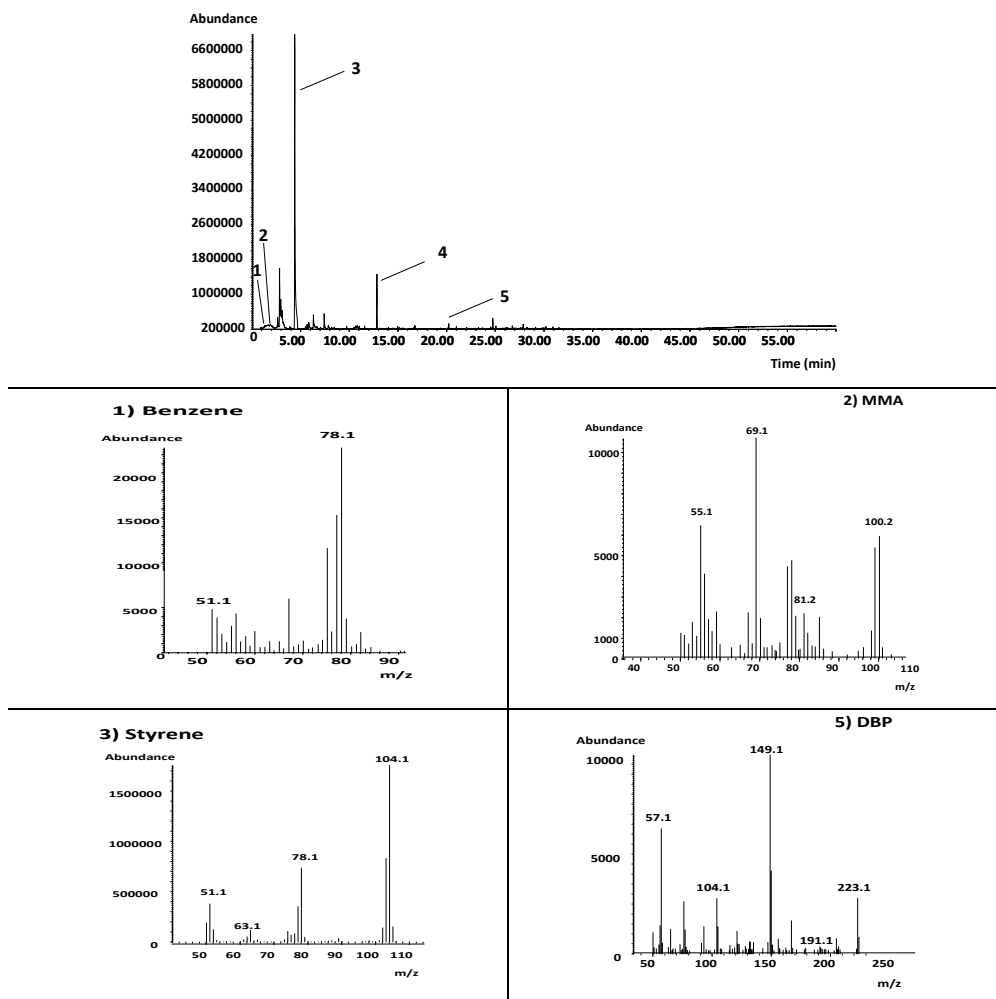 Abundance
6600000
5800000
5000000
4200000
3400000
2600000
1800000
1000000
200000
1
2
3
4
5
0 5.00 10.00 15.00 20.00 25.00 30.00 35.00 40.00 45.00 50.00 55.00
Time (min)
1) Benzene
Abundance
78.1
20000
15000
10000
5000
0
51.1
50 60 70 80 90
m/z
2) MMA
Abundance
69.1
10000
55.1
100.2
5000
81.2
1000
0
40 50 60 70 80 90 100 110
m/z
3) Styrene
Abundance
104.1
1500000
1000000
78.1
500000
51.1
63.1
0
50 60 70 80 90 100 110
m/z
5) DBP
Abundance
149.1
10000
57.1
5000
104.1
223.1
191.1
0
50 100 150 200 250
m/z